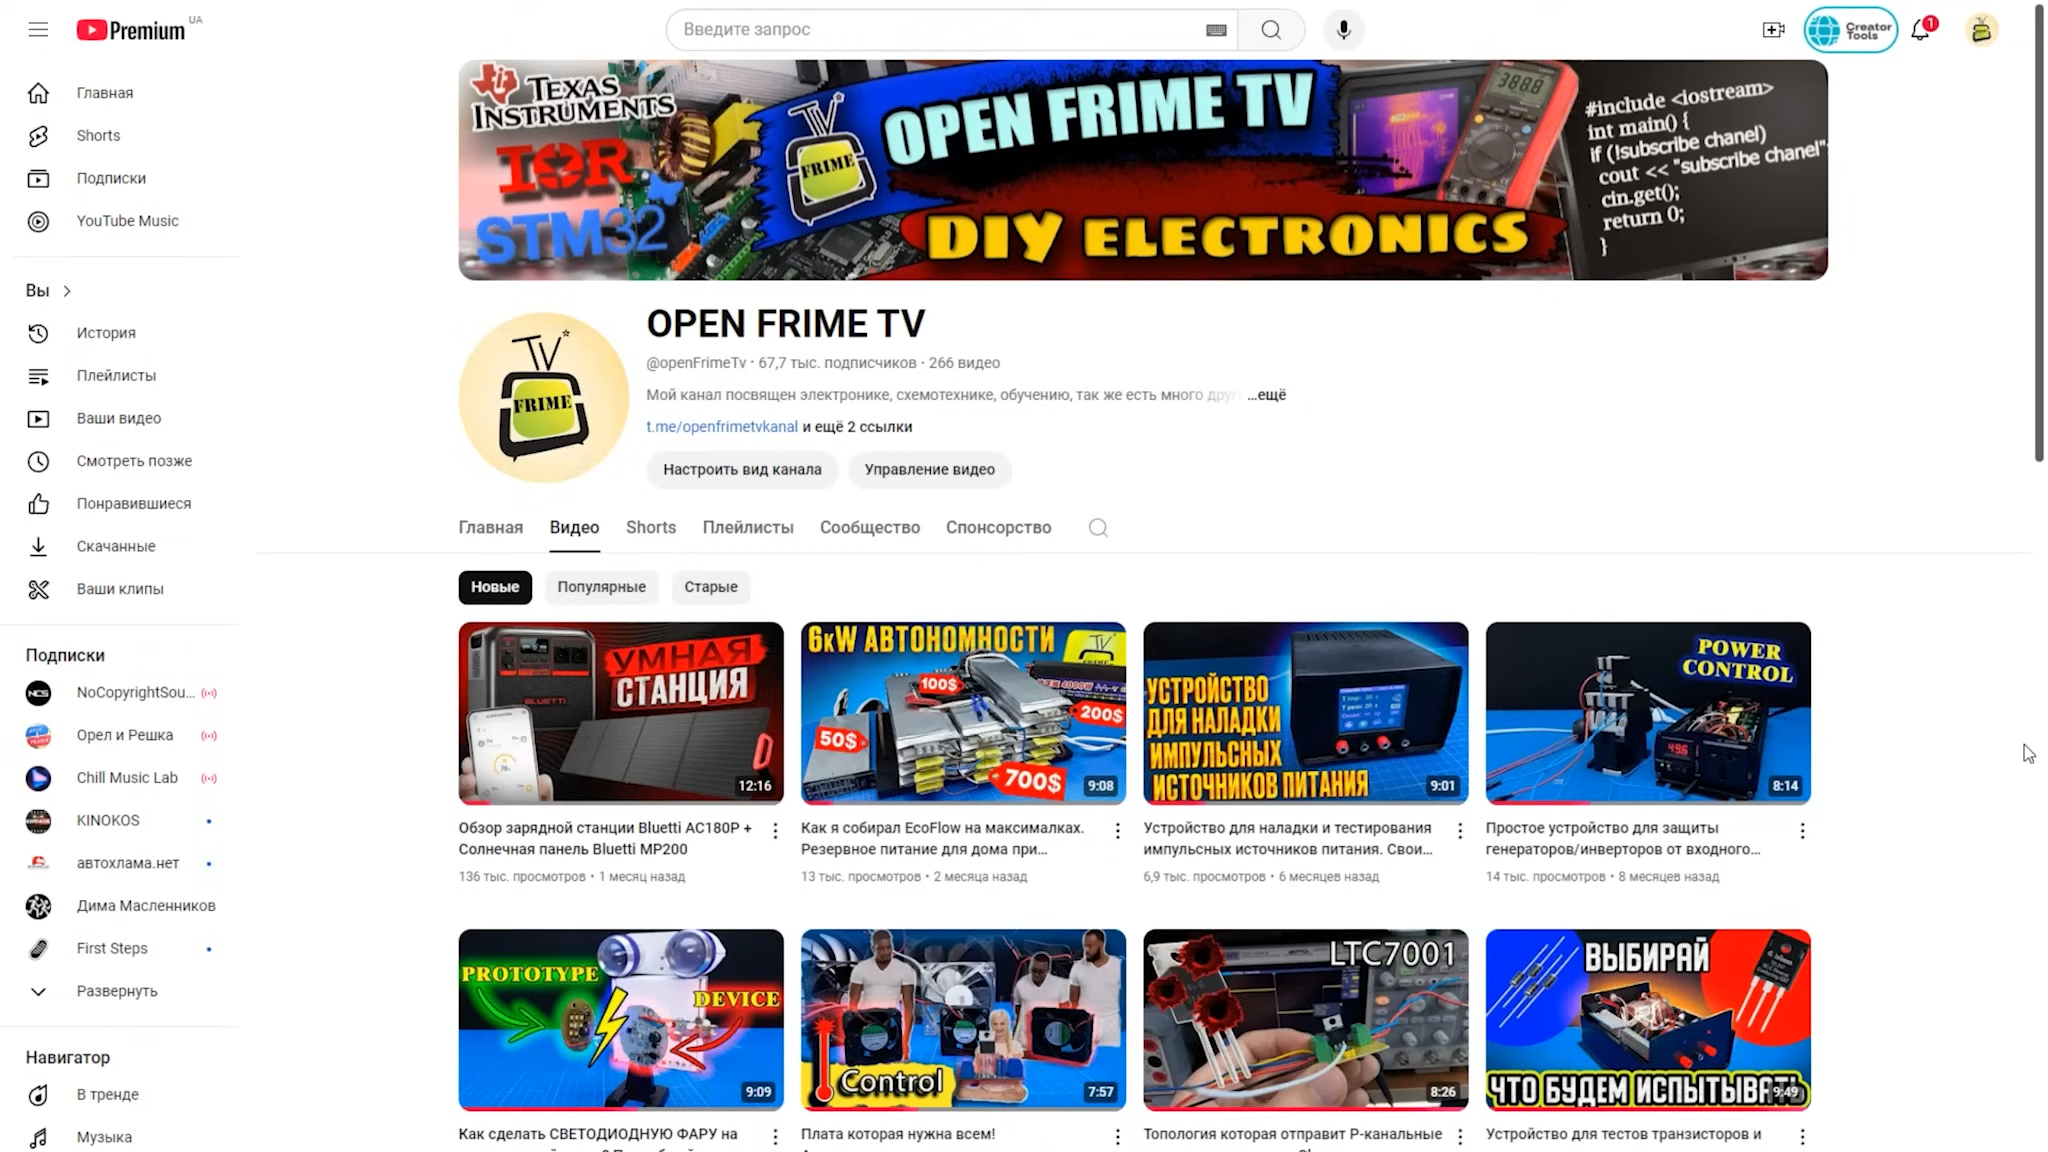 Premium
UA
Введите запрос
Creator
Tools
1
Главная
Shorts
Подписки
YouTube Music
Вы
История
Плейлисты
Ваши видео
Смотреть позже
Понравившиеся
Скачанные
Ваши клипы
Подписки
NoCopyrightSou...
Орел и Решка
Chill Music Lab
KINOKOS
автохлама.нет
Дима Масленников
First Steps
Развернуть
Навигатор
В тренде
Музыка
TEXAS
INSTRUMENTS
IOR
STM32
TV
FRIME
OPEN FRIME TV
DIY ELECTRONICS
#include <iostream>
int main() {
if (!subscribe chanel)
cout << "subscribe chanel"
cin.get();
return 0;
}
TV
FRIME
OPEN FRIME TV
@openFrimeTv · 67,7 тыс. подписчиков · 266 видео
Мой канал посвящен электронике, схемотехнике, обучению, так же есть много друг ...ещё
t.me/openfrimetvkanal и ещё 2 ссылки
Настроить вид канала
Управление видео
Главная
Видео
Shorts
Плейлисты
Сообщество
Спонсорство
Новые
Популярные
Старые
BLUETTI
УМНАЯ
СТАНЦИЯ
12:16
Обзор зарядной станции Bluetti AC180P +
Солнечная панель Bluetti MP200
136 тыс. просмотров • 1 месяц назад
6kW АВТОНОМНОСТИ
100$
50$
200$
700$
9:08
Как я собирал EcoFlow на максималках.
Резервное питание для дома при...
13 тыс. просмотров • 2 месяца назад
УСТРОЙСТВО
ДЛЯ НАЛАДКИ
ИМПУЛЬСНЫХ
ИСТОЧНИКОВ ПИТАНИЯ
9:01
Устройство для наладки и тестирования
импульсных источников питания. Свои...
6,9 тыс. просмотров • 6 месяцев назад
POWER
CONTROL
8:14
Простое устройство для защиты
генераторов/инверторов от входного...
14 тыс. просмотров • 8 месяцев назад
PROTOTYPE
DEVICE
9:09
Как сделать СВЕТОДИОДНУЮ ФАРУ на
Control
7:57
Плата которая нужна всем!
LTC7001
8:26
Топология которая отправит P-канальные
ВЫБИРАЙ
ЧТО БУДЕМ ИСПЫТЫВАТЬ
9:49
Устройство для тестов транзисторов и